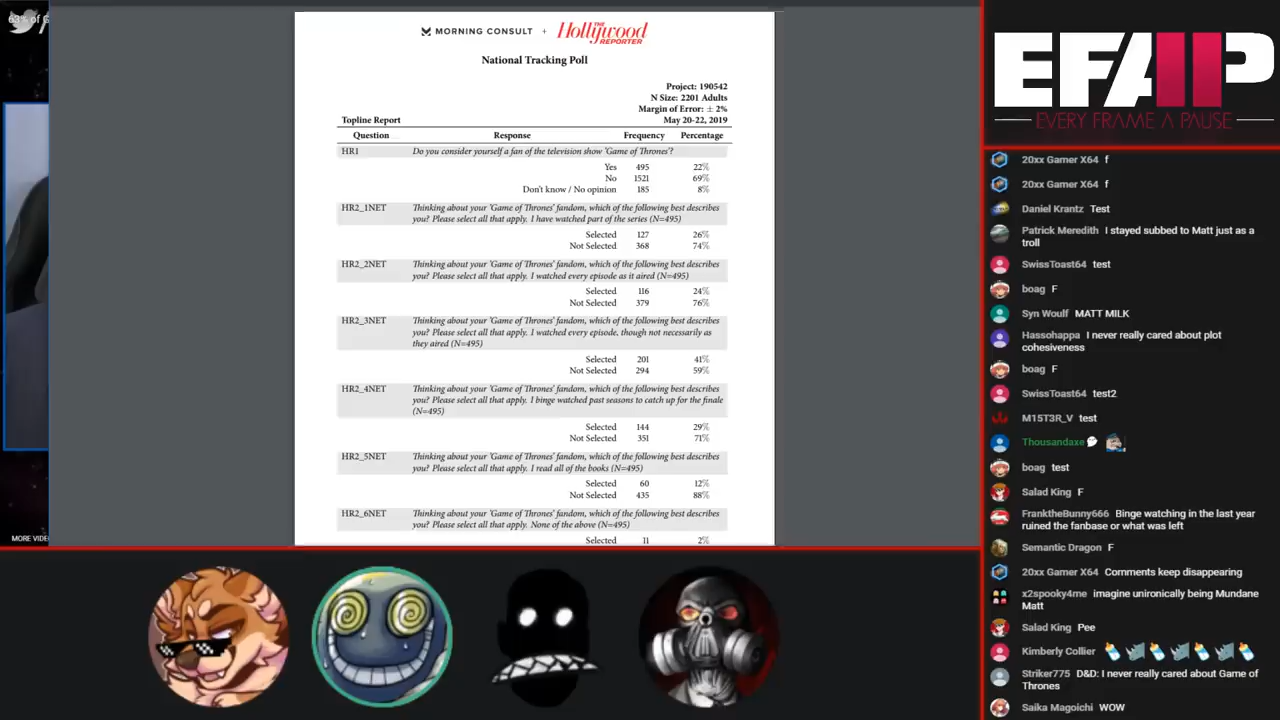 63% of G
MORE VIDE
MORNING CONSULT + THE Hollywood REPORTER
National Tracking Poll
Project: 190542
N Size: 2201 Adults
Margin of Error: ± 2%
Topline Report May 20-22, 2019
Question Response Frequency Percentage
HR1 Do you consider yourself a fan of the television show 'Game of Thrones'?
Yes 495 22%
No 1521 69%
Don't know / No opinion 185 8%
HR2_1NET Thinking about your 'Game of Thrones' fandom, which of the following best describes
you? Please select all that apply. I have watched part of the series (N=495)
Selected 127 26%
Not Selected 368 74%
HR2_2NET Thinking about your 'Game of Thrones' fandom, which of the following best describes
you? Please select all that apply. I watched every episode as it aired (N=495)
Selected 116 24%
Not Selected 379 76%
HR2_3NET Thinking about your 'Game of Thrones' fandom, which of the following best describes
you? Please select all that apply. I watched every episode, though not necessarily as
they aired (N=495)
Selected 201 41%
Not Selected 294 59%
HR2_4NET Thinking about your 'Game of Thrones' fandom, which of the following best describes
you? Please select all that apply. I binge watched past seasons to catch up for the finale
(N=495)
Selected 144 29%
Not Selected 351 71%
HR2_5NET Thinking about your 'Game of Thrones' fandom, which of the following best describes
you? Please select all that apply. I read all of the books (N=495)
Selected 60 12%
Not Selected 435 88%
HR2_6NET Thinking about your 'Game of Thrones' fandom, which of the following best describes
you? Please select all that apply. None of the above (N=495)
Selected 11 2%
EFAP
EVERY FRAME A PAUSE
20xx Gamer X64 f
20xx Gamer X64 f
Daniel Krantz Test
Patrick Meredith I stayed subbed to Matt just as a
troll
SwissToast64 test
boag F
Syn Woulf MATT MILK
Hassohappa I never really cared about plot
cohesiveness
boag F
SwissToast64 test2
M15T3R_V test
Thousandaxe
boag test
Salad King F
FranktheBunny666 Binge watching in the last year
ruined the fanbase or what was left
Semantic Dragon F
20xx Gamer X64 Comments keep disappearing
x2spooky4me imagine unironically being Mundane
Matt
Salad King Pee
Kimberly Collier
Striker775 D&D: I never really cared about Game of
Thrones
Saika Magoichi WOW